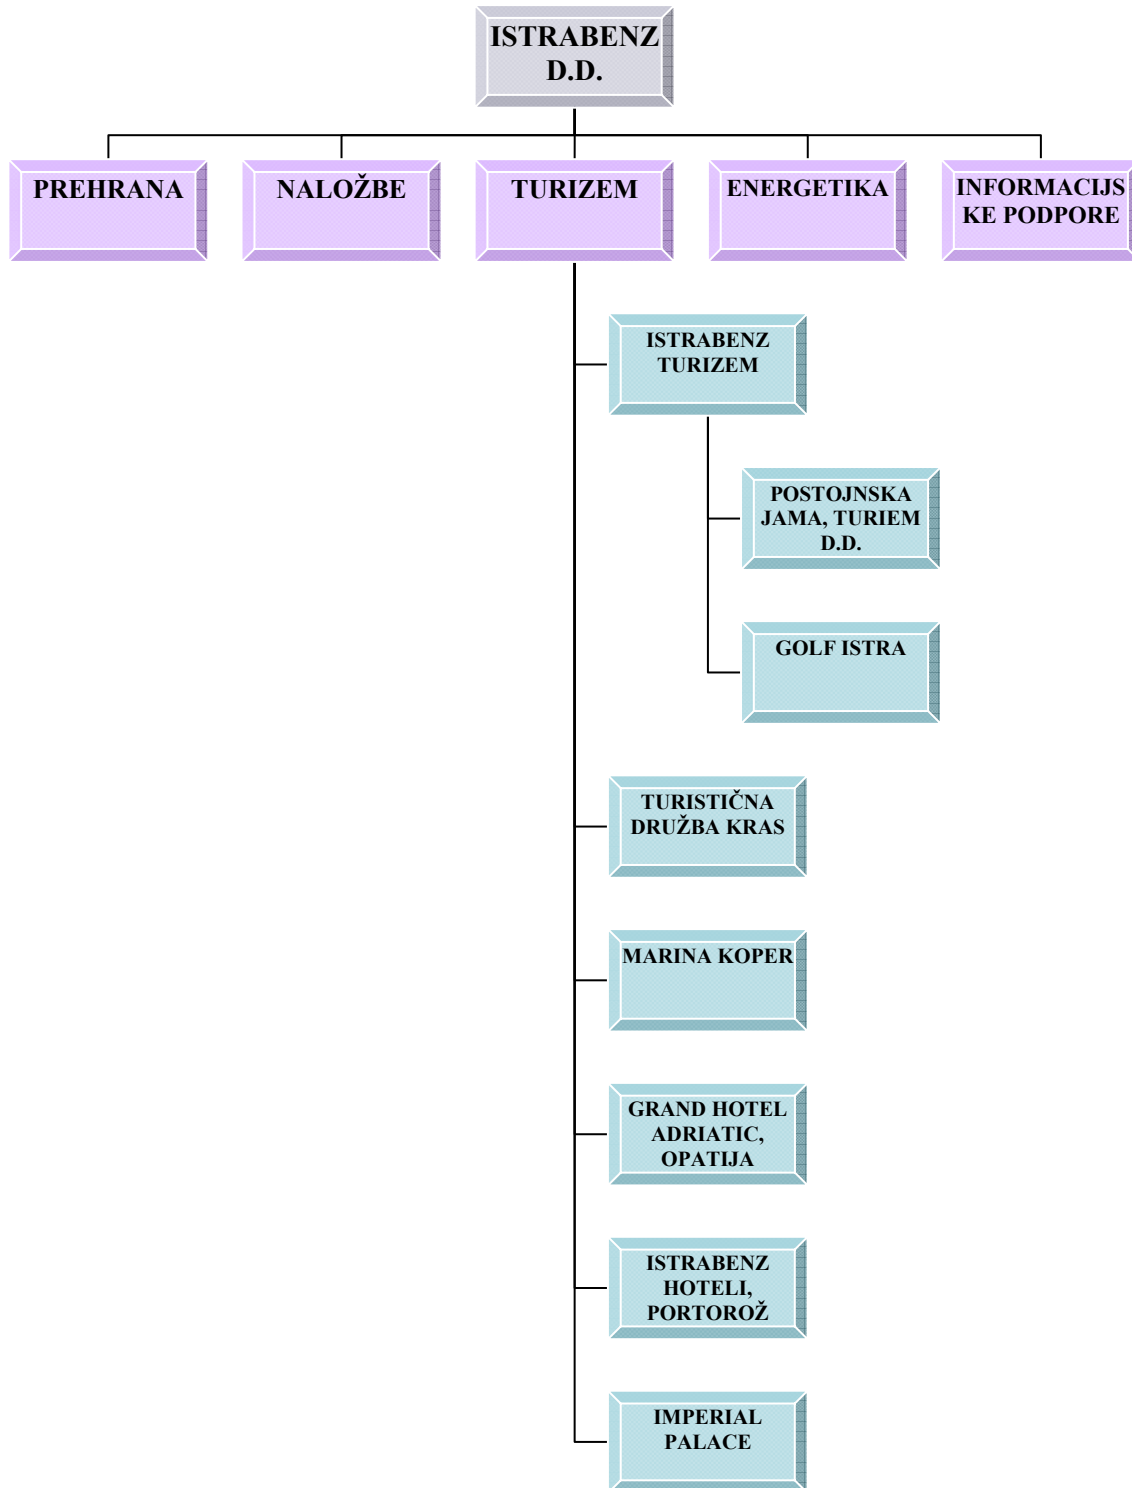 ISTRABENZ
D.D.
PREHRANA
NALOŽBE
TURIZEM
ENERGETIKA
INFORMACIJS
KE PODPORE
ISTRABENZ
TURIZEM
POSTOJNSKA
JAMA, TURIEM
D.D.
GOLF ISTRA
TURISTIČNA
DRUŽBA KRAS
MARINA KOPER
GRAND HOTEL
ADRIATIC,
OPATIJA
ISTRABENZ
HOTELI,
PORTOROŽ
IMPERIAL
PALACE